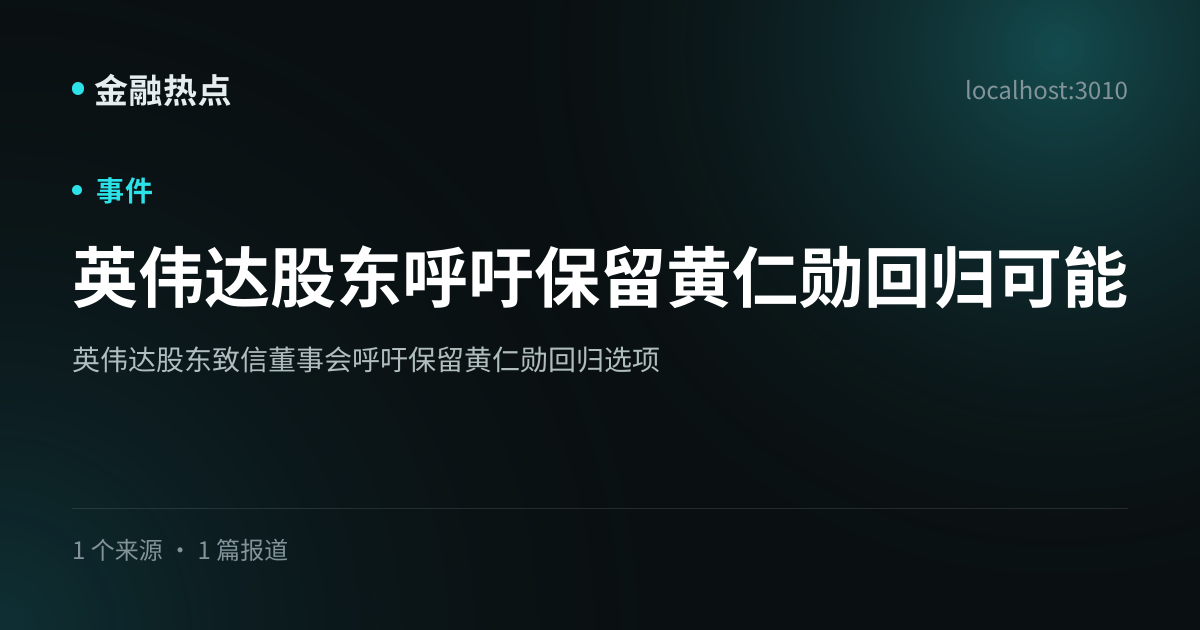 金融热点
localhost:3010
事件
英伟达股东呼吁保留黄仁勋回归可能
英伟达股东致信董事会呼吁保留黄仁勋回归选项
1 个来源 · 1 篇报道